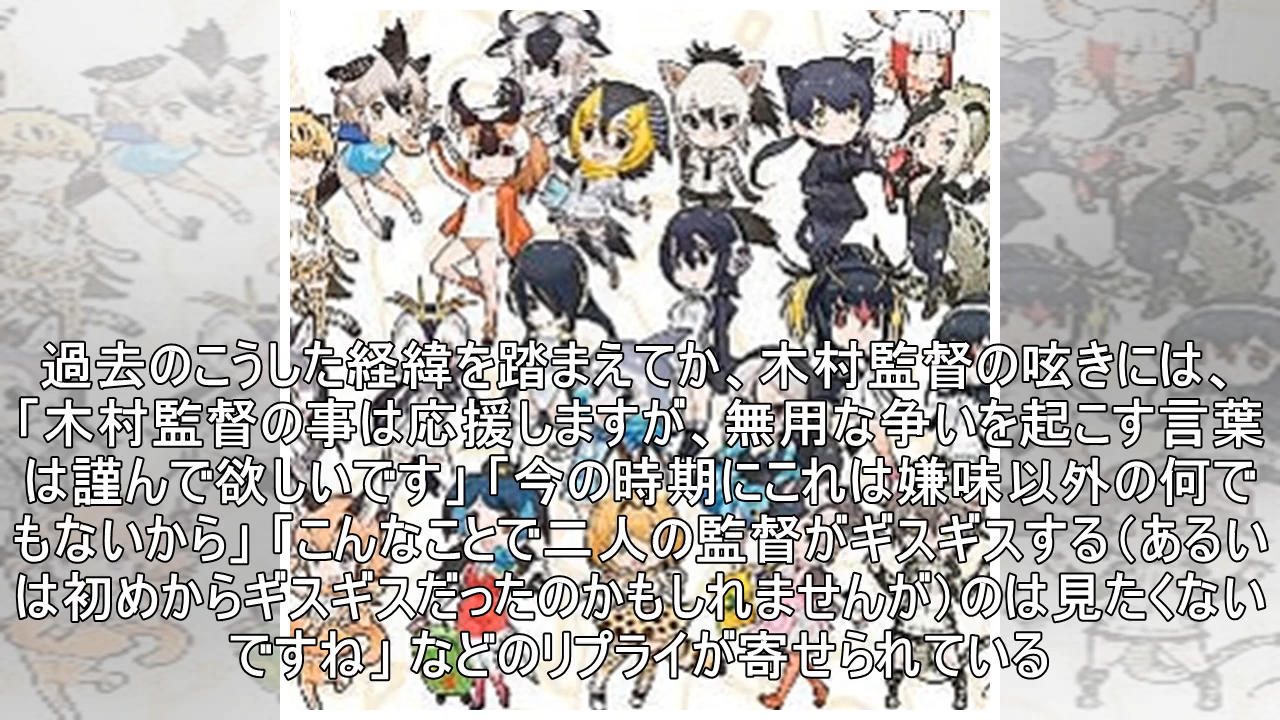 過去のこうした経緯を踏まえてか、木村監督の呟きには、
「木村監督の事は応援しますが、無用な争いを起こす言葉
は謹んで欲しいです」「今の時期にこれは嫌味以外の何で
もないから」「こんなことで二人の監督がギスギスする（あるい
は初めからギスギスだったのかもしれませんが）のは見たくない
ですね」などのリプライが寄せられている